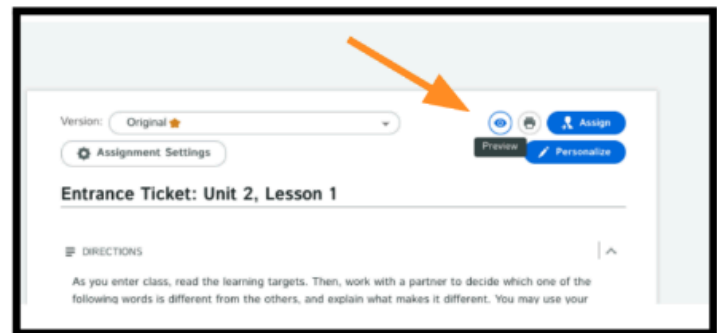 Version: Original Assign
Preview
Assignment Settings Personalize
Entrance Ticket: Unit 2, Lesson 1
DIRECTIONS
As you enter class, read the learning targets. Then, work with a partner to decide which one of the
following words is different from the others, and explain what makes it different. You may use your